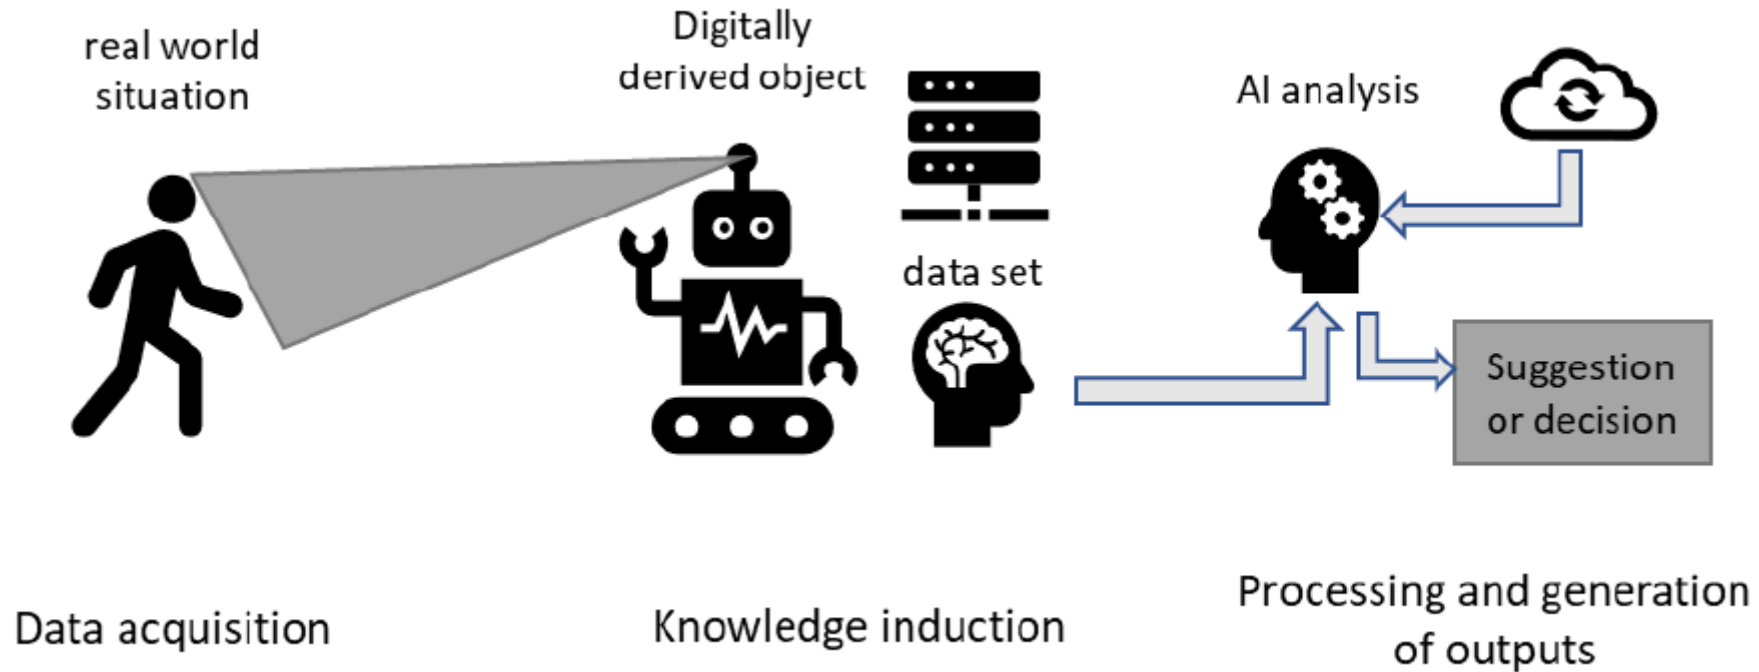 real world
situation
Digitally
derived object
data set
AI analysis
Suggestion
or decision
Data acquisition
Knowledge induction
Processing and generation
of outputs